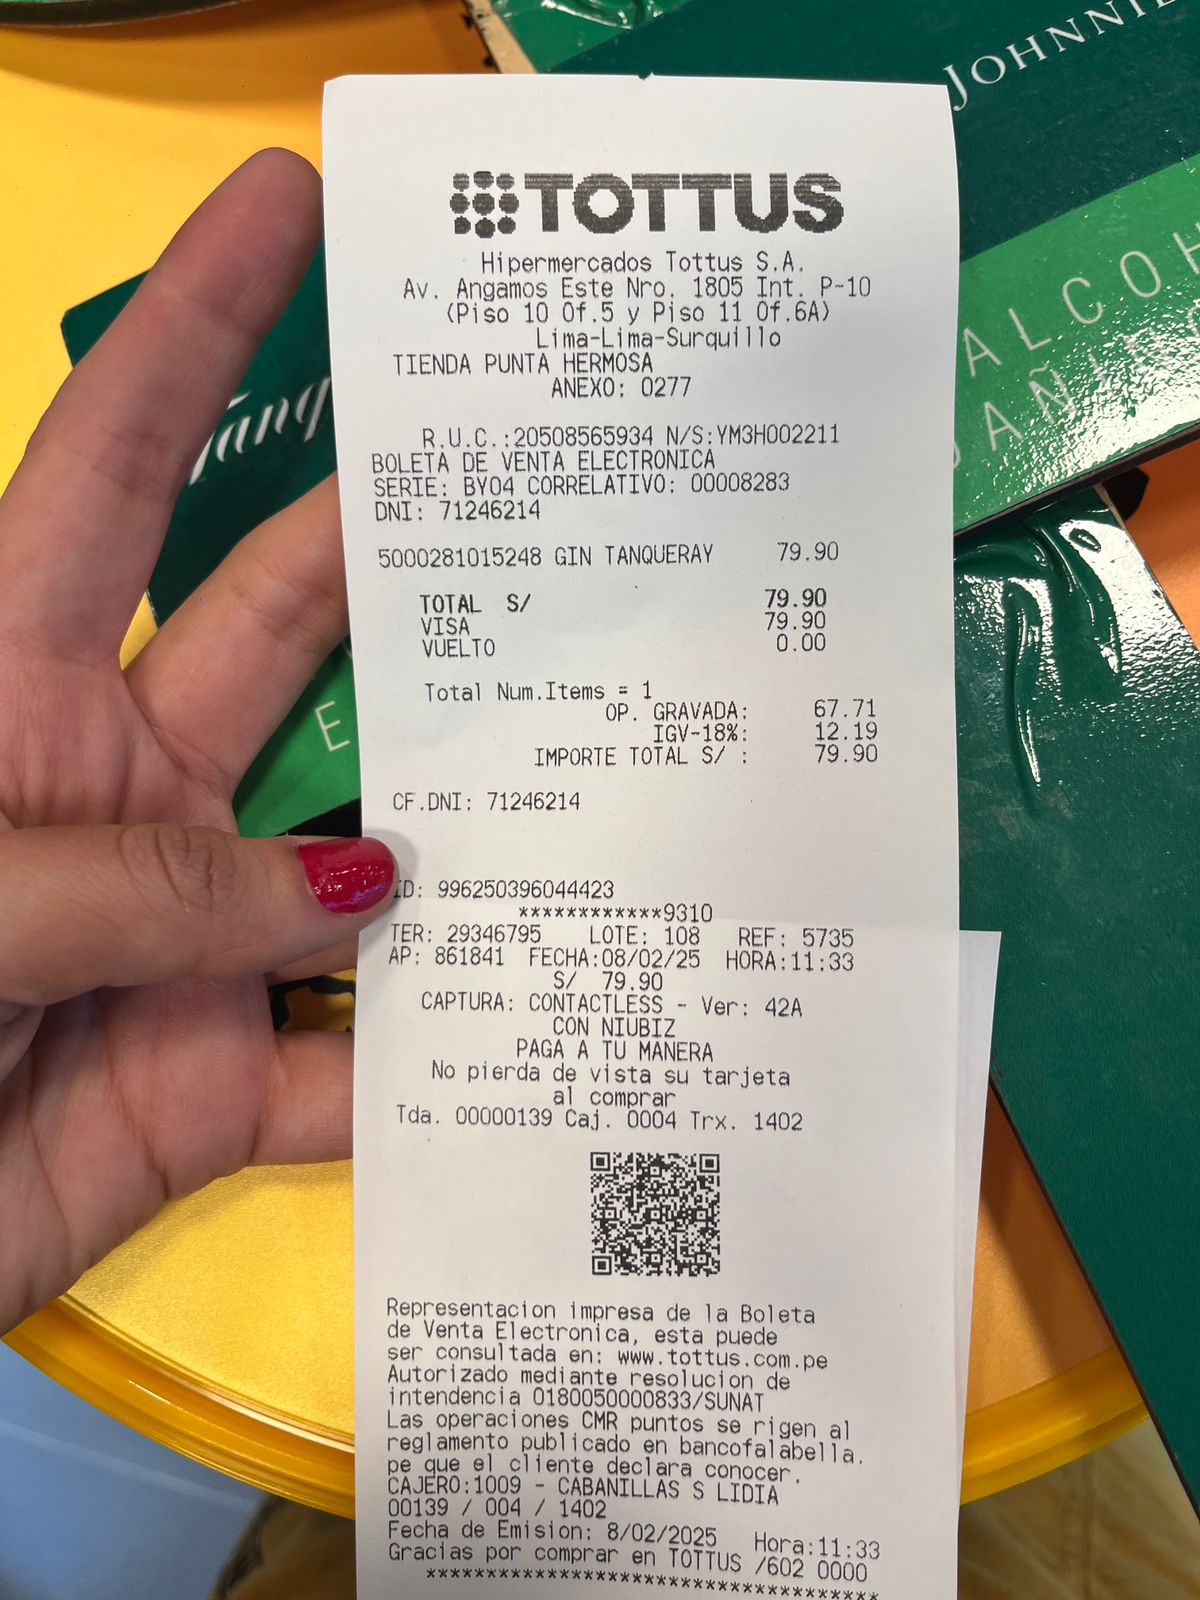 JOHNNIE
ALCOH
DAÑ
Tanq
E
TOTTUS
Hipermercados Tottus S.A.
Av. Angamos Este Nro. 1805 Int. P-10
(Piso 10 Of.5 y Piso 11 Of.6A)
Lima-Lima-Surquillo
TIENDA PUNTA HERMOSA
ANEXO: 0277
R.U.C.:20508565934 N/S:YM3H002211
BOLETA DE VENTA ELECTRONICA
SERIE: BY04 CORRELATIVO: 00008283
DNI: 71246214
5000281015248 GIN TANQUERAY 79.90
TOTAL S/ 79.90
VISA 79.90
VUELTO 0.00
Total Num.Items = 1
OP. GRAVADA: 67.71
IGV-18%: 12.19
IMPORTE TOTAL S/ : 79.90
CF.DNI: 71246214
ID: 996250396044423
************9310
TER: 29346795 LOTE: 108 REF: 5735
AP: 861841 FECHA:08/02/25 HORA:11:33
S/ 79.90
CAPTURA: CONTACTLESS - Ver: 42A
CON NIUBIZ
PAGA A TU MANERA
No pierda de vista su tarjeta
al comprar
Tda. 00000139 Caj. 0004 Trx. 1402
Representacion impresa de la Boleta
de Venta Electronica, esta puede
ser consultada en: www.tottus.com.pe
Autorizado mediante resolucion de
intendencia 0180050000833/SUNAT
Las operaciones CMR puntos se rigen al
reglamento publicado en bancofalabella.
pe que el cliente declara conocer.
CAJERO:1009 - CABANILLAS S LIDIA
00139 / 004 / 1402
Fecha de Emision: 8/02/2025 Hora:11:33
Gracias por comprar en TOTTUS /602 0000
**************************************